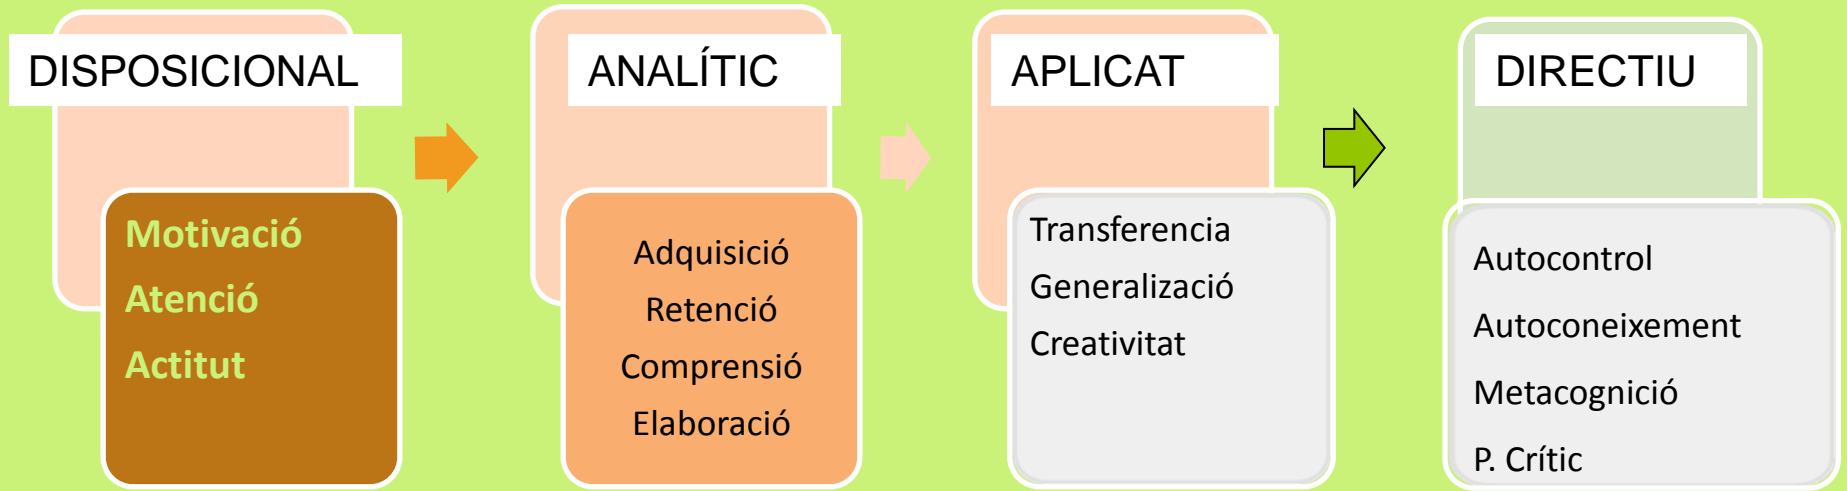 DISPOSICIONAL
Motivació
Atenció
Actitut
ANALÍTIC
Adquisició
Retenció
Comprensió
Elaboració
APLICAT
Transferencia
Generalizació
Creativitat
DIRECTIU
Autocontrol
Autoconeixement
Metacognició
P. Crític